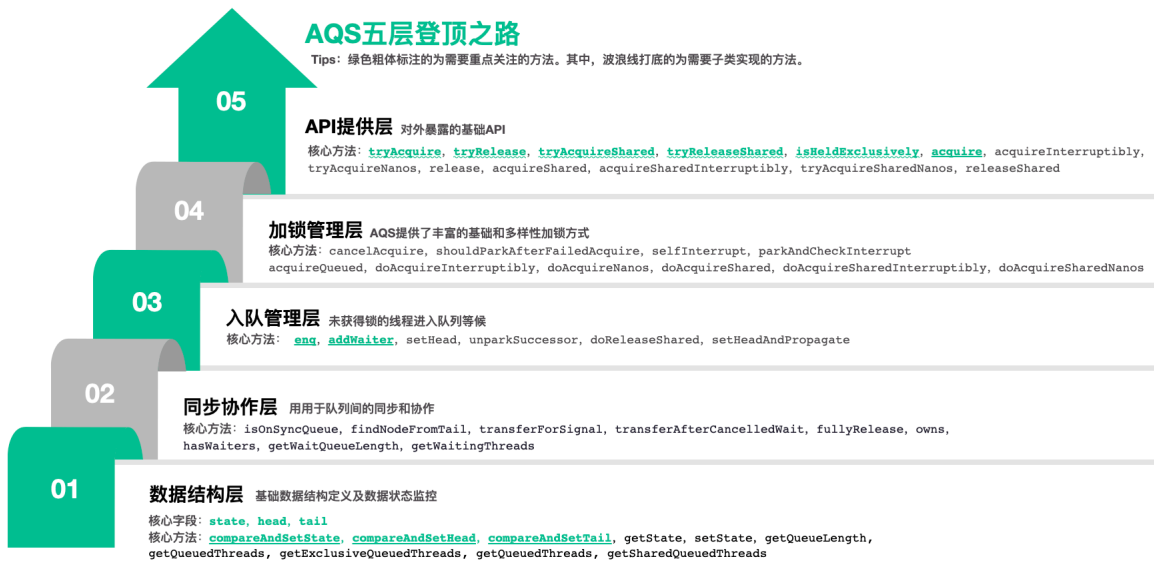 AQS五层登顶之路
Tips：绿色粗体标注的为需要重点关注的方法。其中，波浪线打底的为需要子类实现的方法。
05
API提供层 对外暴露的基础API
核心方法：tryAcquire, tryRelease, tryAcquireShared, tryReleaseShared, isHeldExclusively, acquire, acquireInterruptibly,
tryAcquireNanos, release, acquireShared, acquireSharedInterruptibly, tryAcquireSharedNanos, releaseShared
04
加锁管理层 AQS提供了丰富的基础和多样性加锁方式
核心方法：cancelAcquire, shouldParkAfterFailedAcquire, selfInterrupt, parkAndCheckInterrupt
acquireQueued, doAcquireInterruptibly, doAcquireNanos, doAcquireShared, doAcquireSharedInterruptibly, doAcquireSharedNanos
03
入队管理层 未获得锁的线程进入队列等候
核心方法： enq, addWaiter, setHead, unparkSuccessor, doReleaseShared, setHeadAndPropagate
02
同步协作层 用用于队列间的同步和协作
核心方法：isOnSyncQueue, findNodeFromTail, transferForSignal, transferAfterCancelledWait, fullyRelease, owns,
hasWaiters, getWaitQueueLength, getWaitingThreads
01
数据结构层 基础数据结构定义及数据状态监控
核心字段：state, head, tail
核心方法：compareAndSetState, compareAndSetHead, compareAndSetTail, getState, setState, getQueueLength,
getQueuedThreads, getExclusiveQueuedThreads, getQueuedThreads, getSharedQueuedThreads